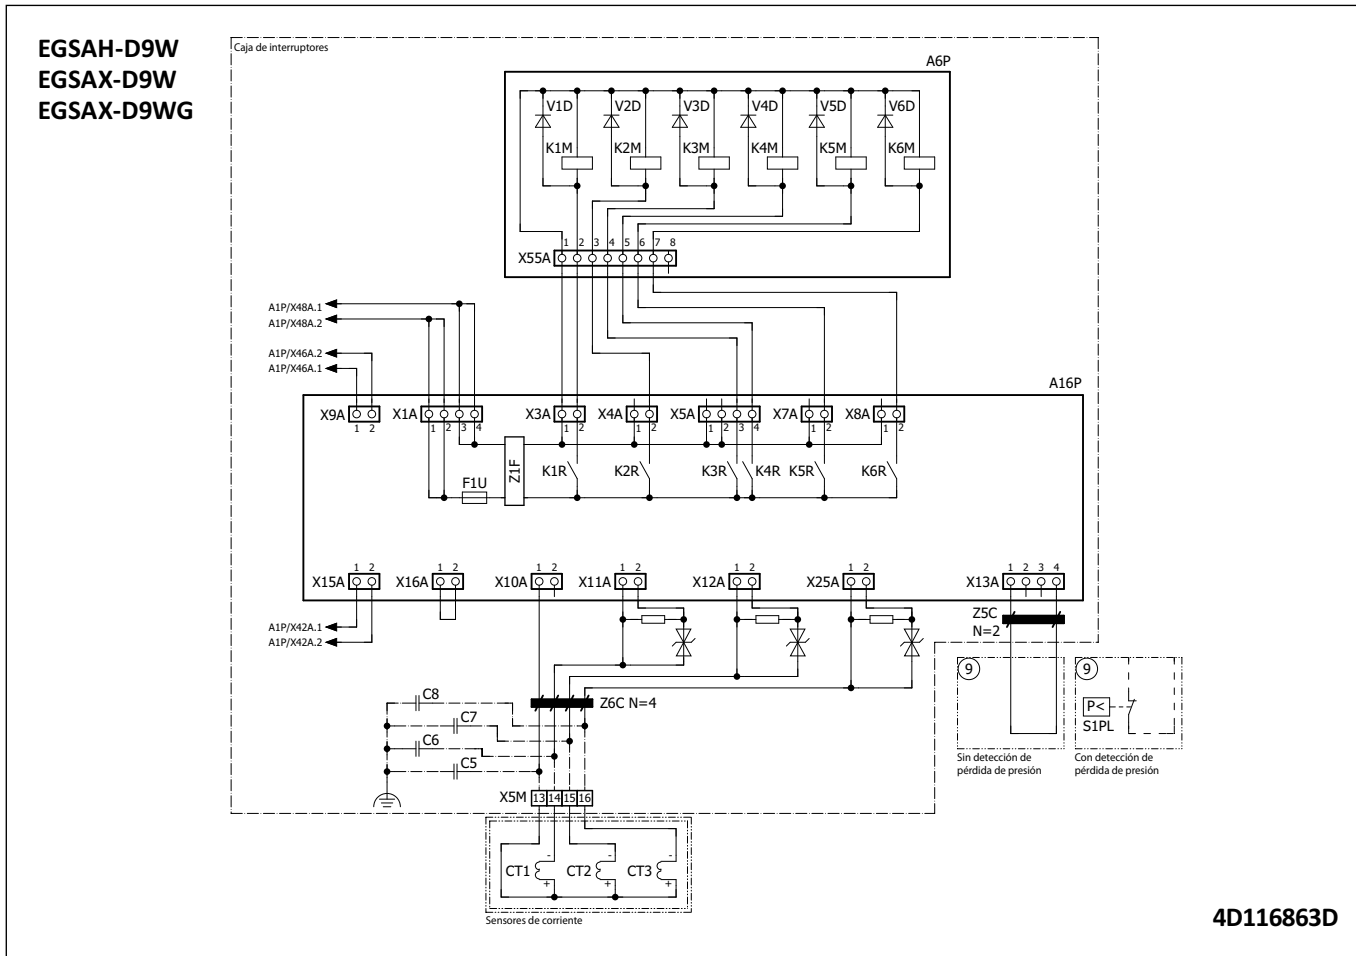 EGSAH-D9W
EGSAX-D9W
EGSAX-D9WG
Caja de interruptores
A6P
V1D V2D V3D V4D V5D V6D
K1M K2M K3M K4M K5M K6M
1 2 3 4 5 6 7 8
X55A
A1P/X48A.1
A1P/X48A.2
A1P/X46A.2
A1P/X46A.1
A16P
X9A X1A X3A X4A X5A X7A X8A
1 2 1 2 3 4 1 2 1 2 1 2 3 4 1 2 1 2
Z1F
K1R K2R K3R K4R K5R K6R
F1U
1 2 1 2 1 2 1 2 1 2 1 2 1 2 3 4
X15A X16A X10A X11A X12A X25A X13A
A1P/X42A.1
A1P/X42A.2
Z5C
N=2
9 9
P<
S1PL
Sin detección de
pérdida de presión
Con detección de
pérdida de presión
C8
Z6C N=4
C7
C6
C5
X5M 13 14 15 16
- - -
CT1 CT2 CT3
+ + +
Sensores de corriente
4D116863D